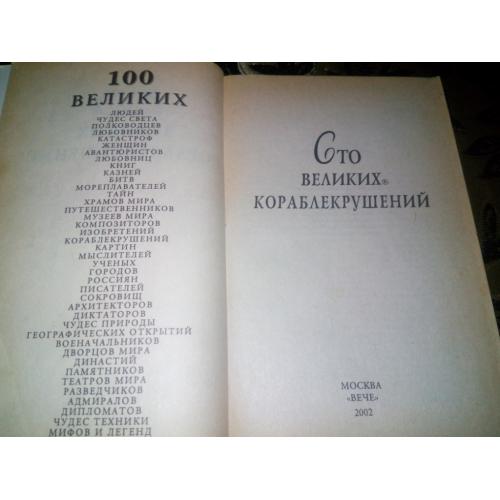 100
ВЕЛИКИХ
ЛЮДЕЙ
ЧУДЕС СВЕТА
ПОЛКОВОДЦЕВ
ЛЮБОВНИКОВ
КАТАСТРОФ
ЖЕНЩИН
АВАНТЮРИСТОВ
ЛЮБОВНИЦ
КНИГ
КАЗНЕЙ
БИТВ
МОРЕПЛАВАТЕЛЕЙ
ТАЙН
ХРАМОВ МИРА
ПУТЕШЕСТВЕННИКОВ
МУЗЕЕВ МИРА
КОМПОЗИТОРОВ
ИЗОБРЕТЕНИЙ
КОРАБЛЕКРУШЕНИЙ
КАРТИН
МЫСЛИТЕЛЕЙ
УЧЕНЫХ
ГОРОДОВ
РОССИЯН
ПИСАТЕЛЕЙ
СОКРОВИЩ
АРХИТЕКТОРОВ
ДИКТАТОРОВ
ЧУДЕС ПРИРОДЫ
ГЕОГРАФИЧЕСКИХ ОТКРЫТИЙ
ВОЕНАЧАЛЬНИКОВ
ДВОРЦОВ МИРА
ДИНАСТИЙ
ПАМЯТНИКОВ
ТЕАТРОВ МИРА
РАЗВЕДЧИКОВ
АДМИРАЛОВ
ДИПЛОМАТОВ
ЧУДЕС ТЕХНИКИ
МИФОВ И ЛЕГЕНД
Сто
ВЕЛИКИХ®
КОРАБЛЕКРУШЕНИЙ
МОСКВА
«ВЕЧЕ»
2002